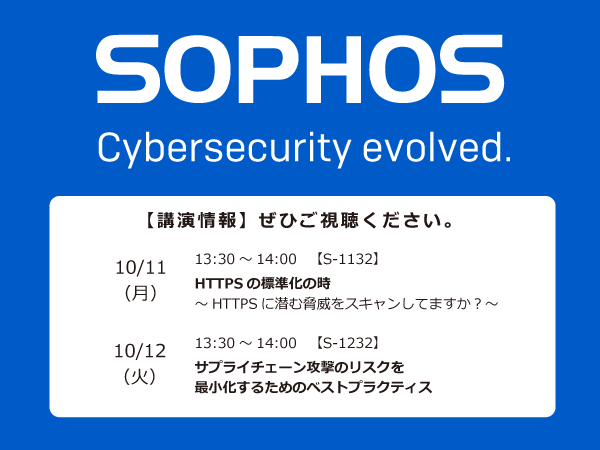 SOPHOS
Cybersecurity evolved.
【講演情報】ぜひご視聴ください。
10/11
（月）
13:30 ～ 14:00 【S-1132】
HTTPS の標準化の時
～ HTTPS に潜む脅威をスキャンしてますか？～
10/12
（火）
13:30 ～ 14:00 【S-1232】
サプライチェーン攻撃のリスクを
最小化するためのベストプラクティス